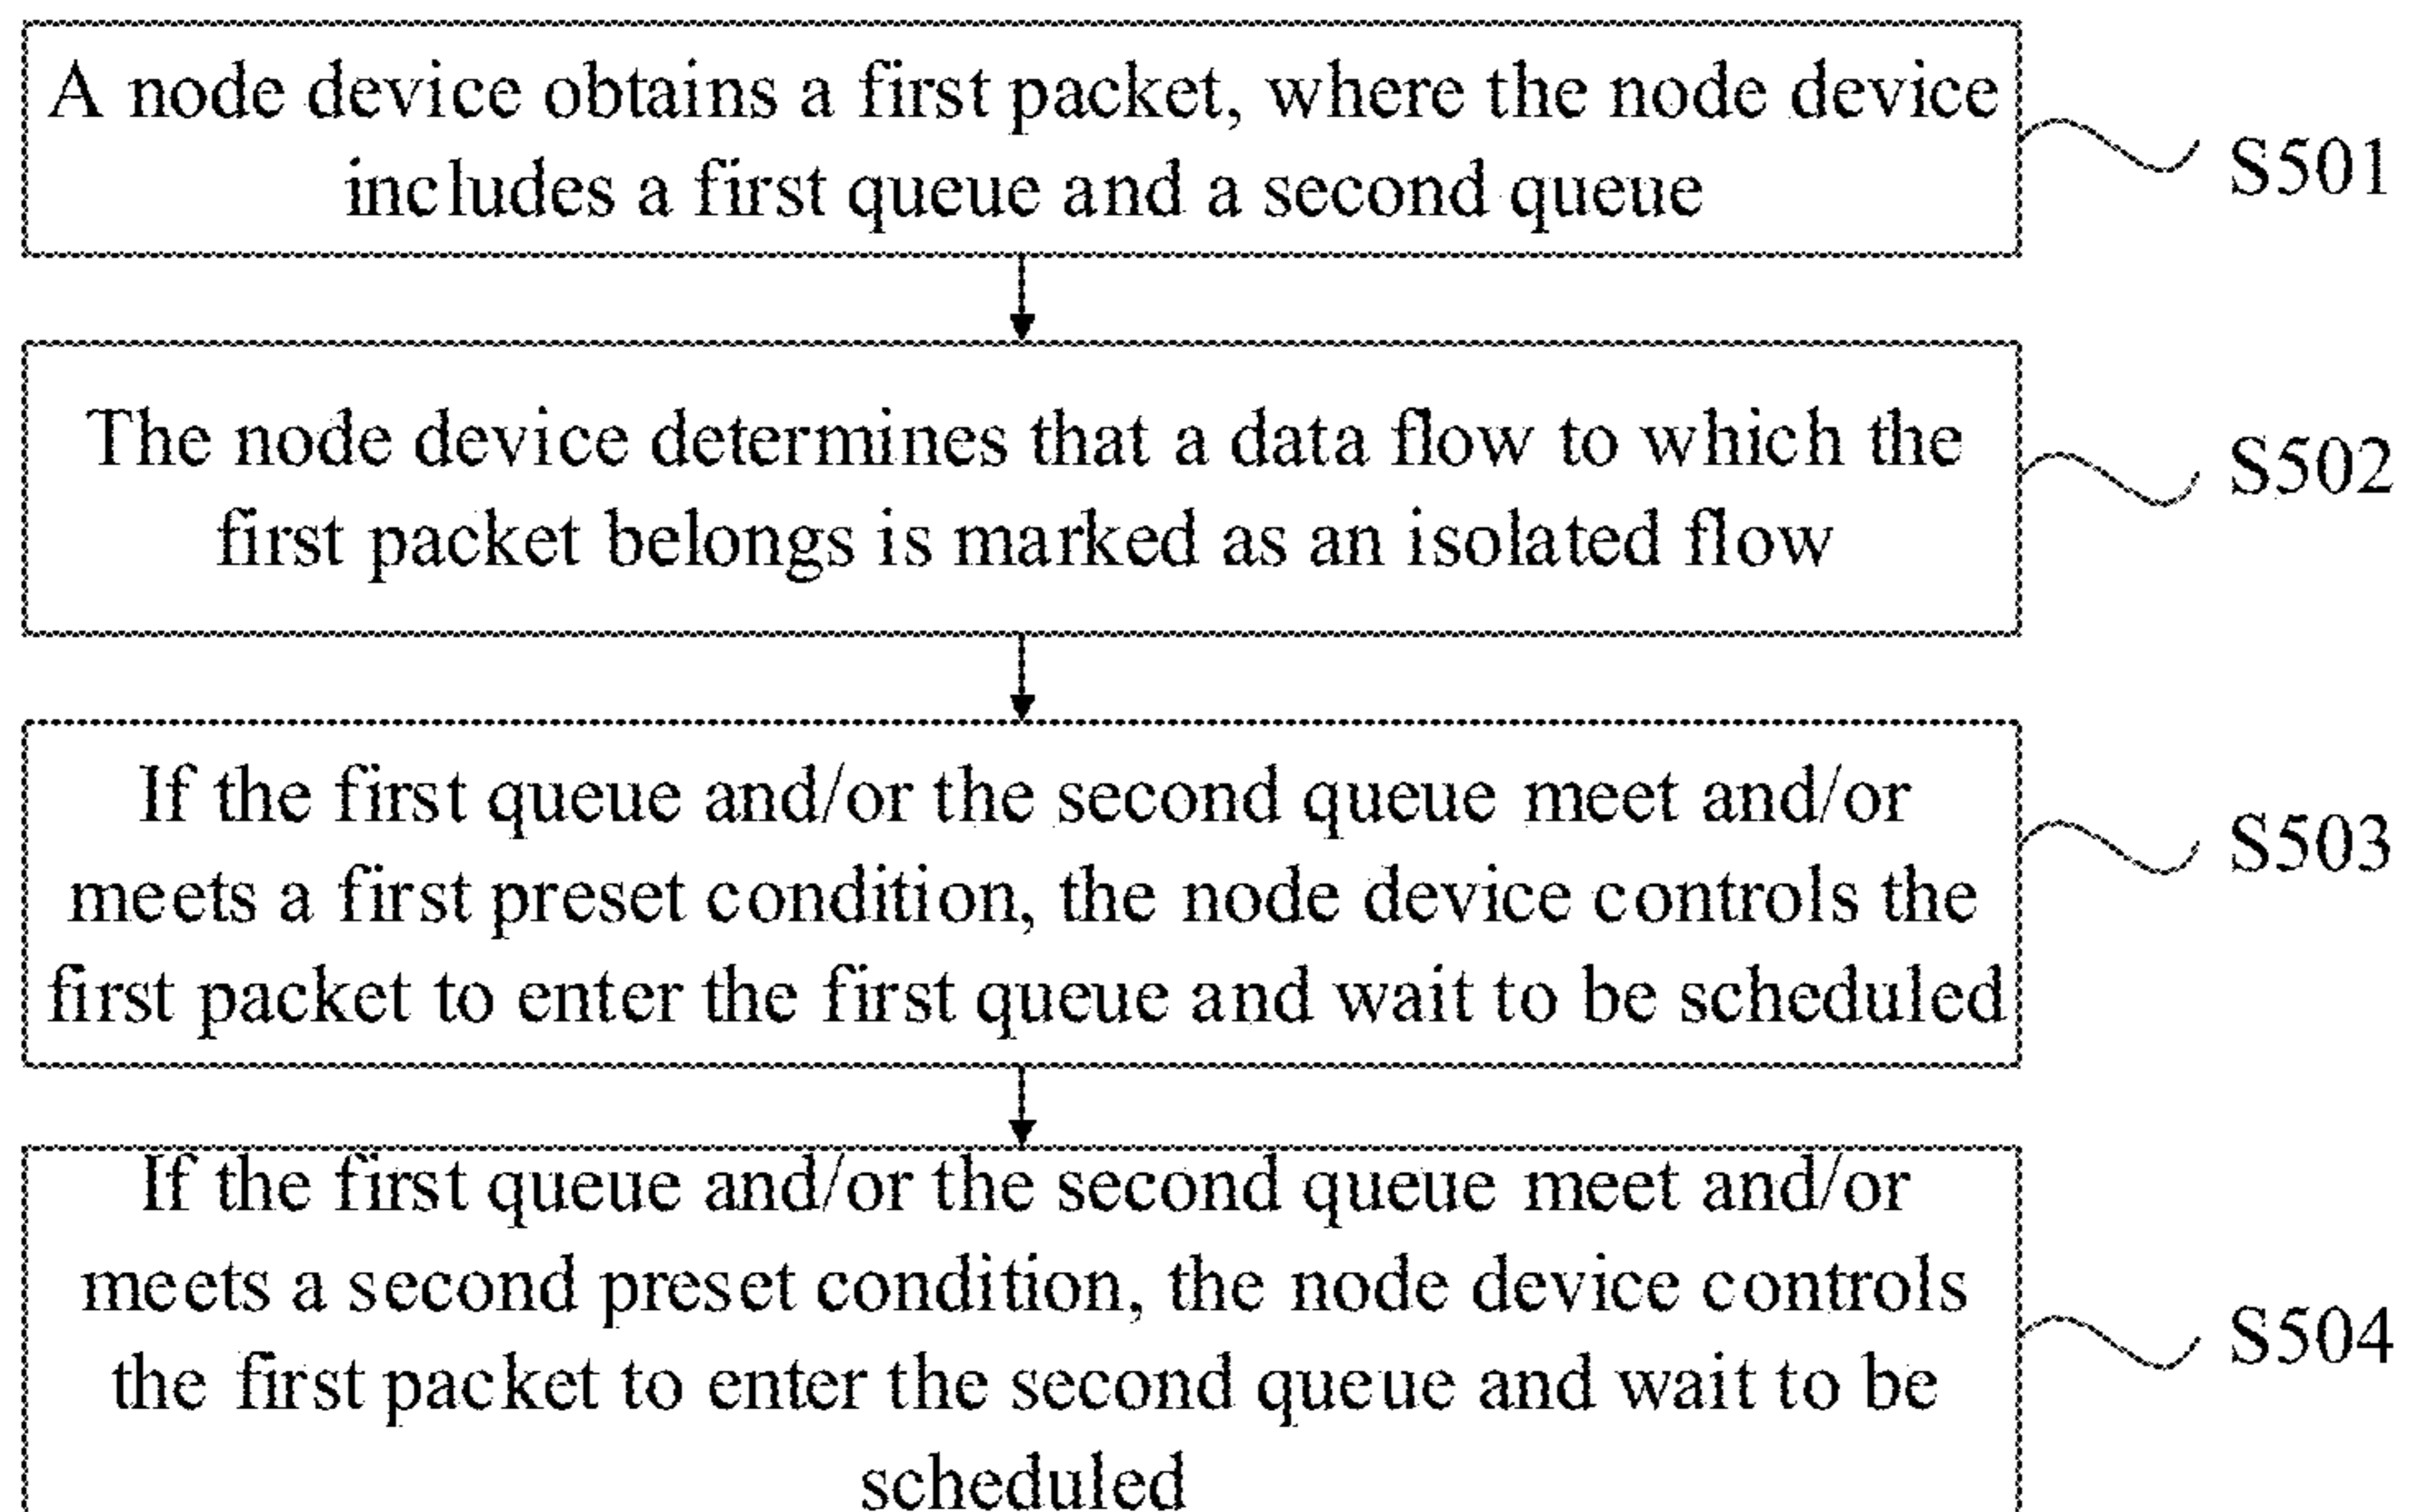 A node device obtains a first packet, where the node device
includes a first queue and a second queue
S501
The node device determines that a data flow to which the
first packet belongs is marked as an isolated flow
S502
If the first queue and/or the second queue meet and/or
meets a first preset condition, the node device controls the
first packet to enter the first queue and wait to be scheduled
S503
If the first queue and/or the second queue meet and/or
meets a second preset condition, the node device controls
the first packet to enter the second queue and wait to be
scheduled
S504